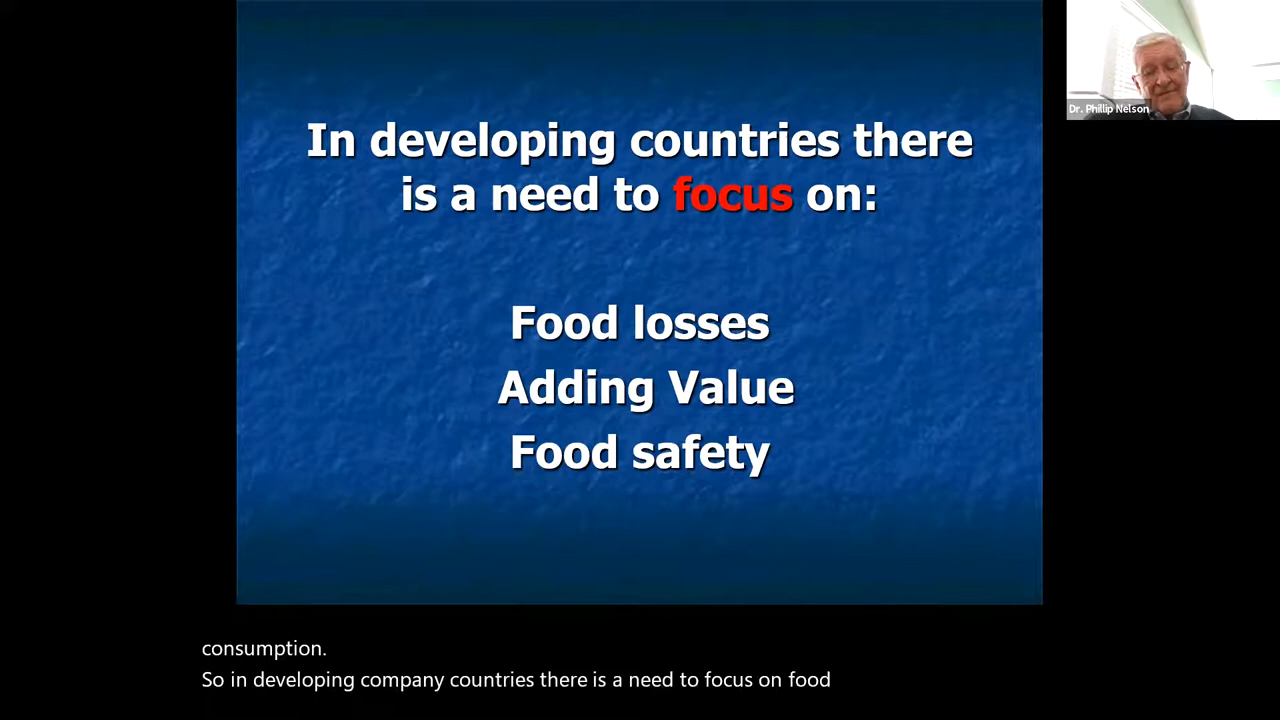 In developing countries there
is a need to focus on:
Food losses
Adding Value
Food safety
Dr. Phillip Nelson
consumption.
So in developing company countries there is a need to focus on food